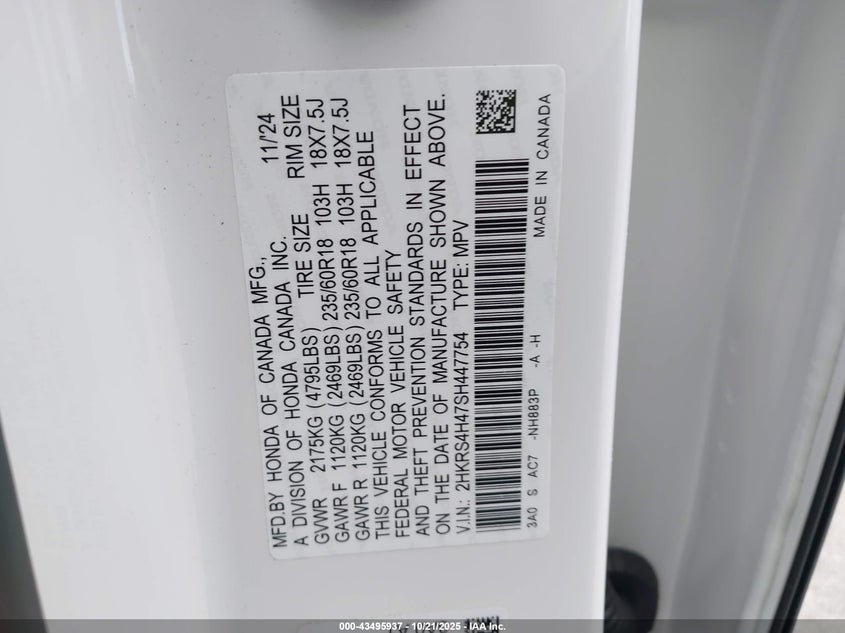 MFD.BY HONDA OF CANADA MFG., 11/'24
A DIVISION OF HONDA CANADA INC.
TIRE SIZE RIM SIZE
GVWR 2175KG (4795LBS)
GAWR F 1120KG (2469LBS) 235/60R18 103H 18X7.5J
GAWR R 1120KG (2469LBS) 235/60R18 103H 18X7.5J
THIS VEHICLE CONFORMS TO ALL APPLICABLE
FEDERAL MOTOR VEHICLE SAFETY
AND THEFT PREVENTION STANDARDS IN EFFECT
ON THE DATE OF MANUFACTURE SHOWN ABOVE.
V.I.N.: 2HKRS4H47SH447754 TYPE: MPV
3A0 S AC7 -NH883P -A -H MADE IN CANADA
000-43495937 - 10/21/2025 - IAA Inc.